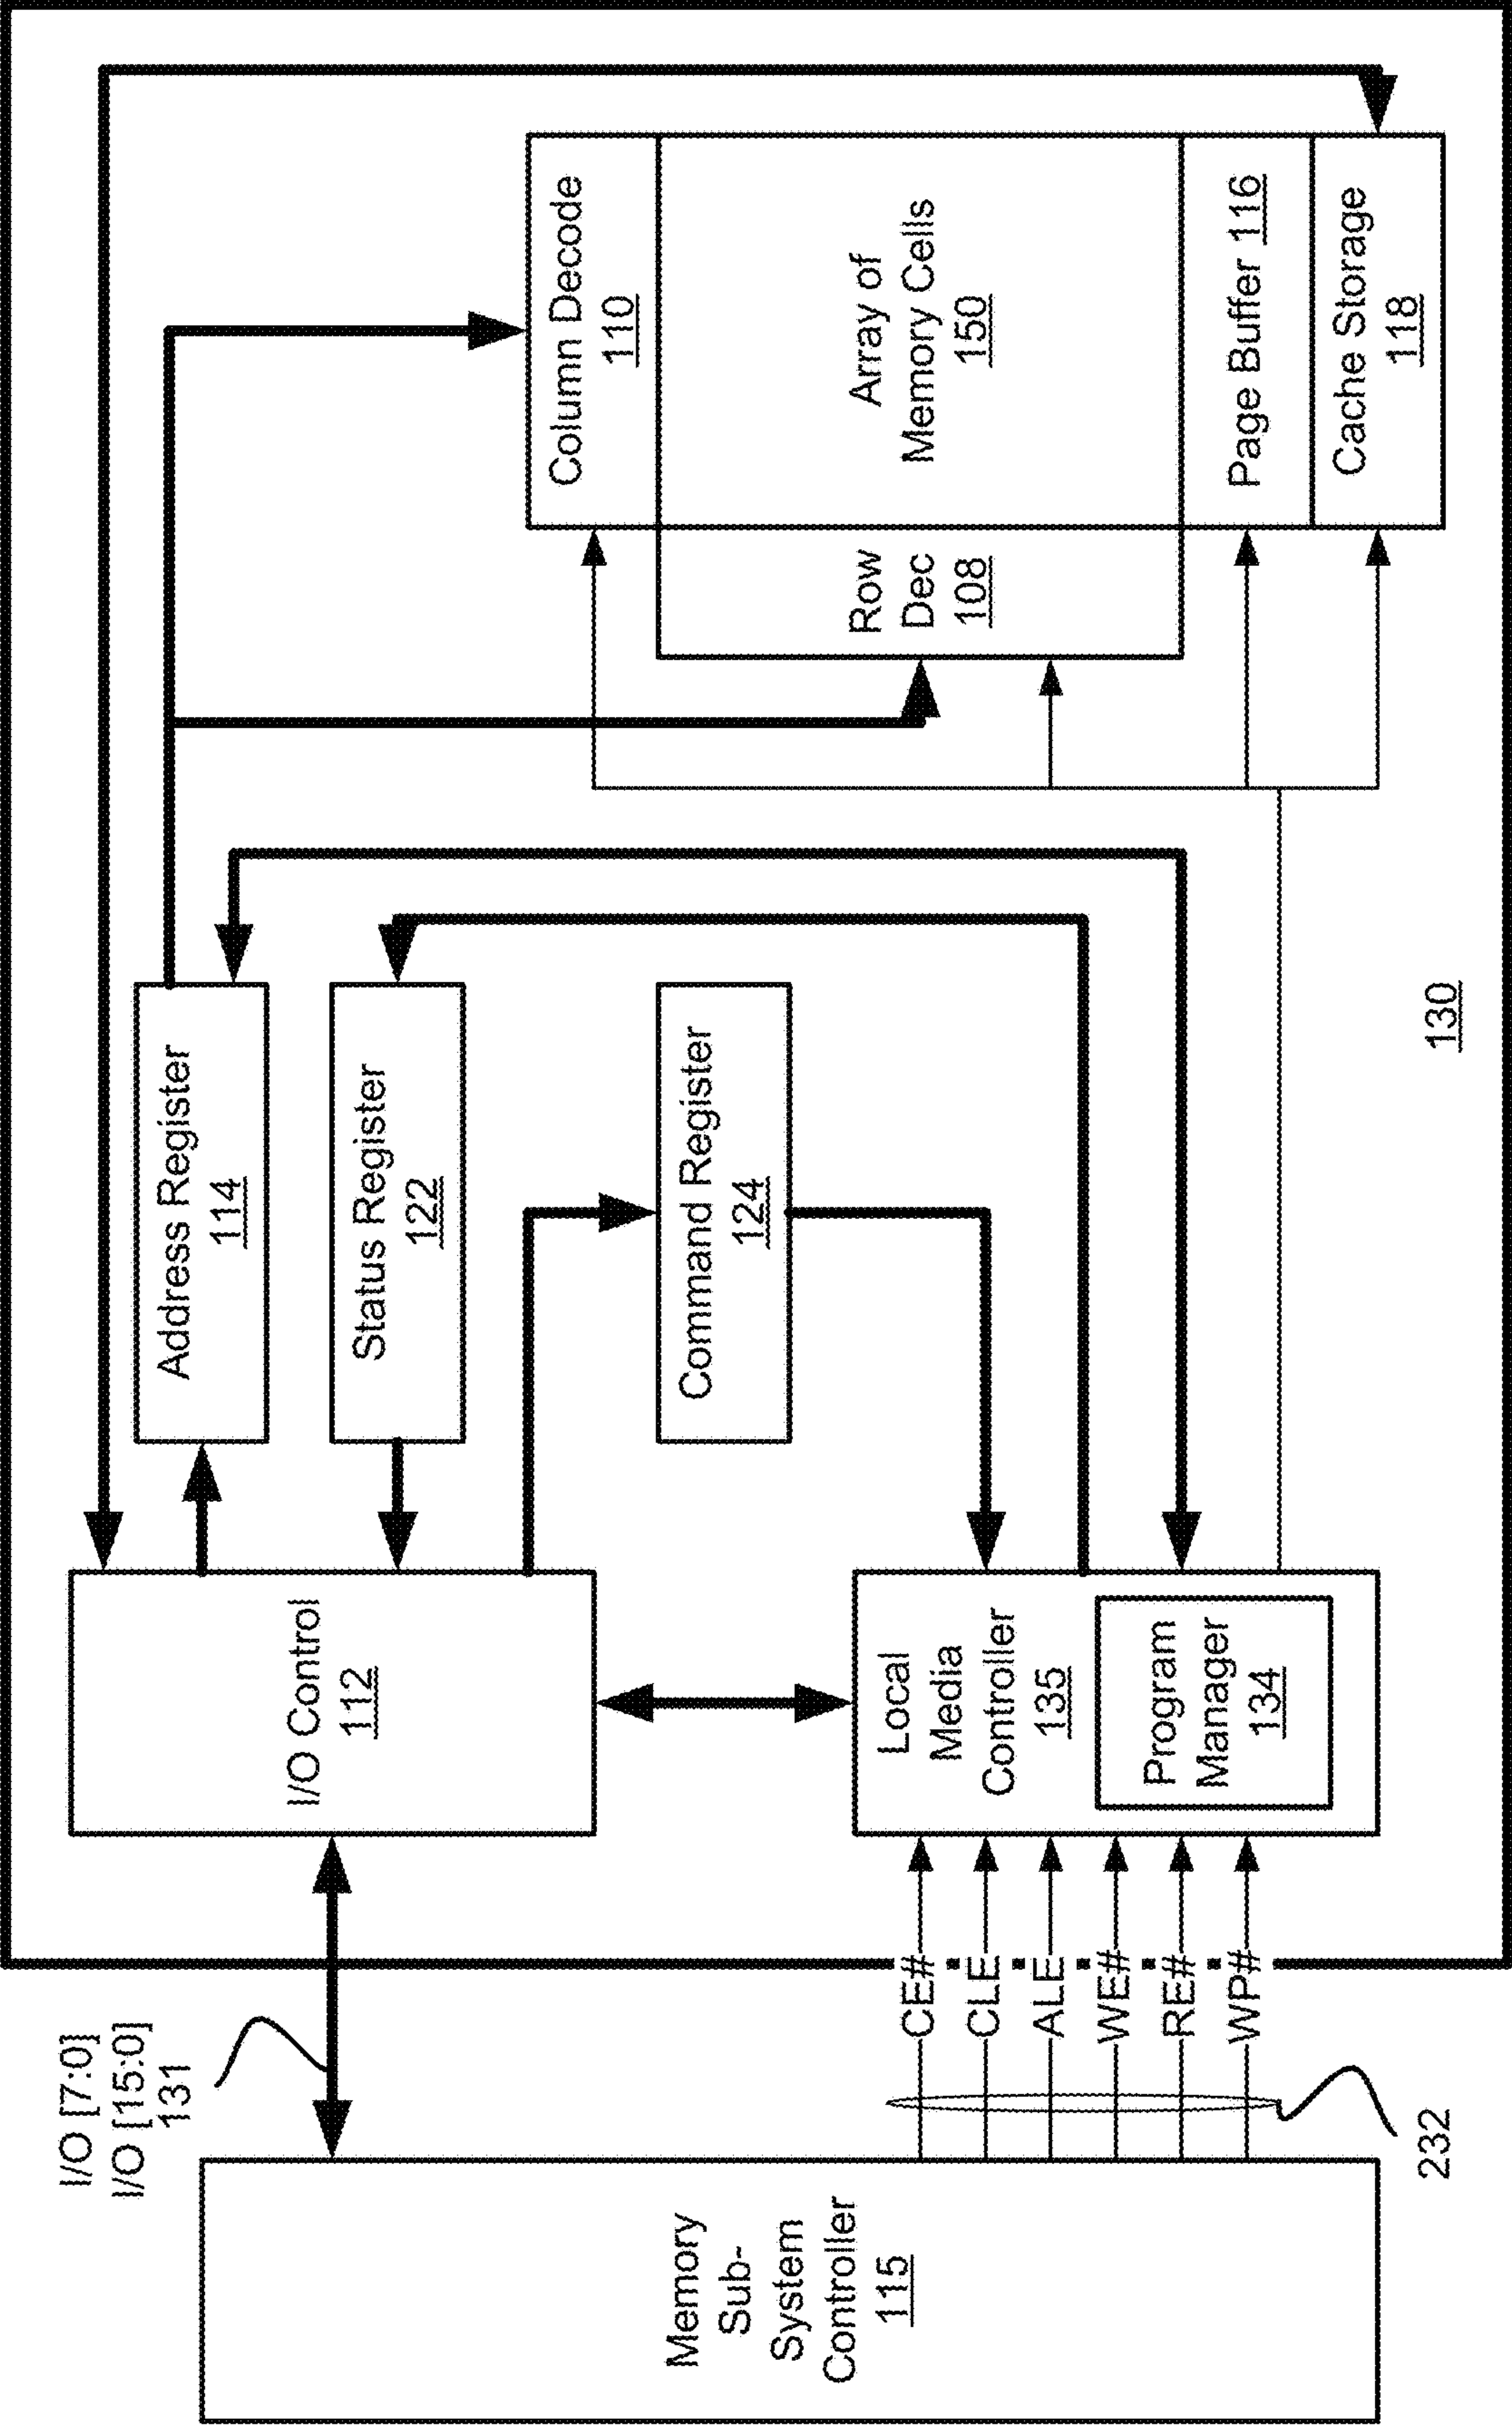 I/O [7:0]
I/O [15:0]
131
Memory
Sub-
System
Controller
115
CE#
CLE
ALE
WE#
RE#
WP#
232
I/O Control
112
Local
Media
Controller
135
Program
Manager
134
Address Register
114
Status Register
122
Command Register
124
Row
Dec
108
Column Decode
110
Array of
Memory Cells
150
Page Buffer 116
Cache Storage
118
130